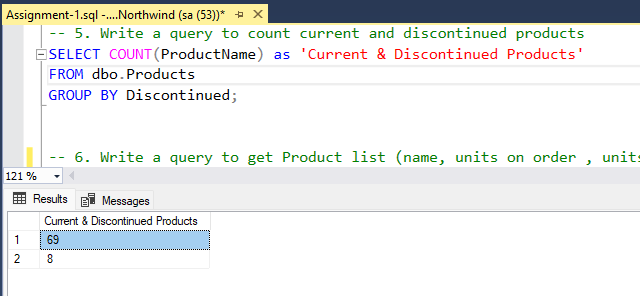 Assignment-1.sql -....Northwind (sa (53))*
-- 5. Write a query to count current and discontinued products
SELECT COUNT(ProductName) as 'Current & Discontinued Products'
FROM dbo.Products
GROUP BY Discontinued;
-- 6. Write a query to get Product list (name, units on order , units
121 %
Results Messages
Current & Discontinued Products
1 69
2 8